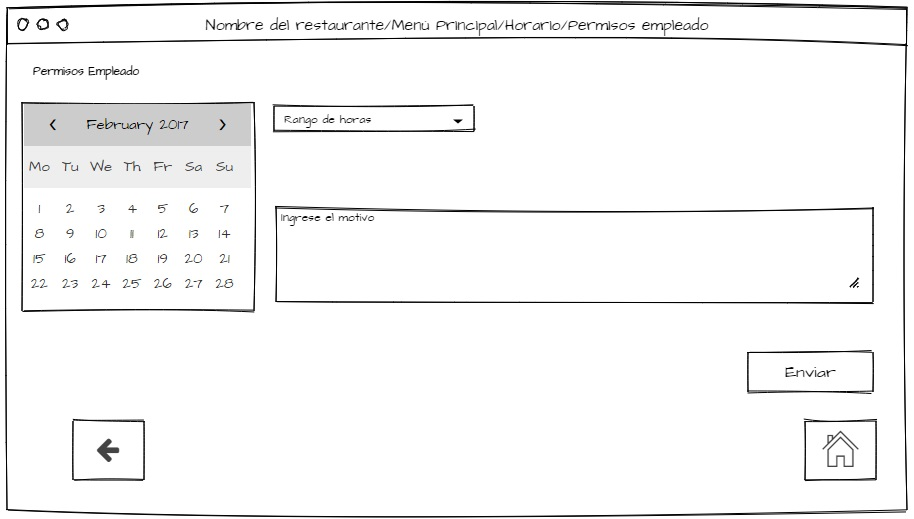 Nombre del restaurante/Menú Principal/Horario/Permisos empleado
Permisos Empleado
February 2017
Mo Tu We Th Fr Sa Su
1 2 3 4 5 6 7
8 9 10 11 12 13 14
15 16 17 18 19 20 21
22 23 24 25 26 27 28
Rango de horas
Ingrese el motivo
Enviar